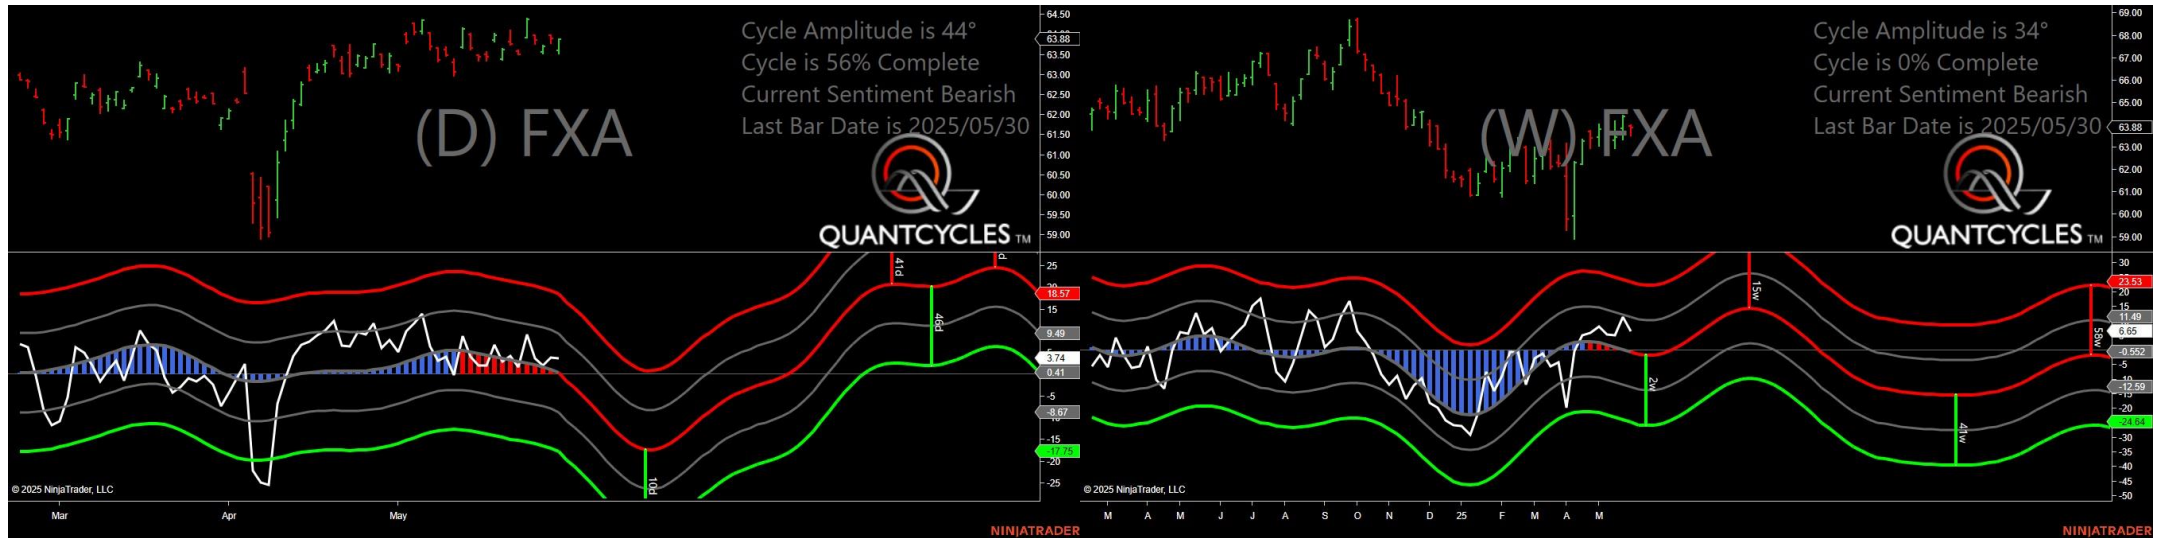 Cycle Amplitude is 44°
Cycle is 56% Complete
Current Sentiment Bearish
Last Bar Date is 2025/05/30
(D) FXA
QUANTCYCLES TM
64.50
63.88
63.50
63.00
62.50
62.00
61.50
61.00
60.50
60.00
59.50
59.00
41d
d
46d
10d
25
20
18.57
15
9.49
3.74
0.41
-5
-8.67
-15
-17.75
-20
-25
© 2025 NinjaTrader, LLC
Mar Apr May
NINJATRADER
Cycle Amplitude is 34°
Cycle is 0% Complete
Current Sentiment Bearish
Last Bar Date is 2025/05/30
(W) FXA
QUANTCYCLES TM
69.00
68.00
67.00
66.00
65.00
63.88
63.00
62.00
61.00
60.00
59.00
15w
2w
41w
58w
30
23.53
20
15
11.49
6.65
-0.552
-5
-10
-12.59
-15
-20
-24.64
-30
-35
-40
-45
-50
© 2025 NinjaTrader, LLC
M A M J J A S O N D 25 F M A M
NINJATRADER